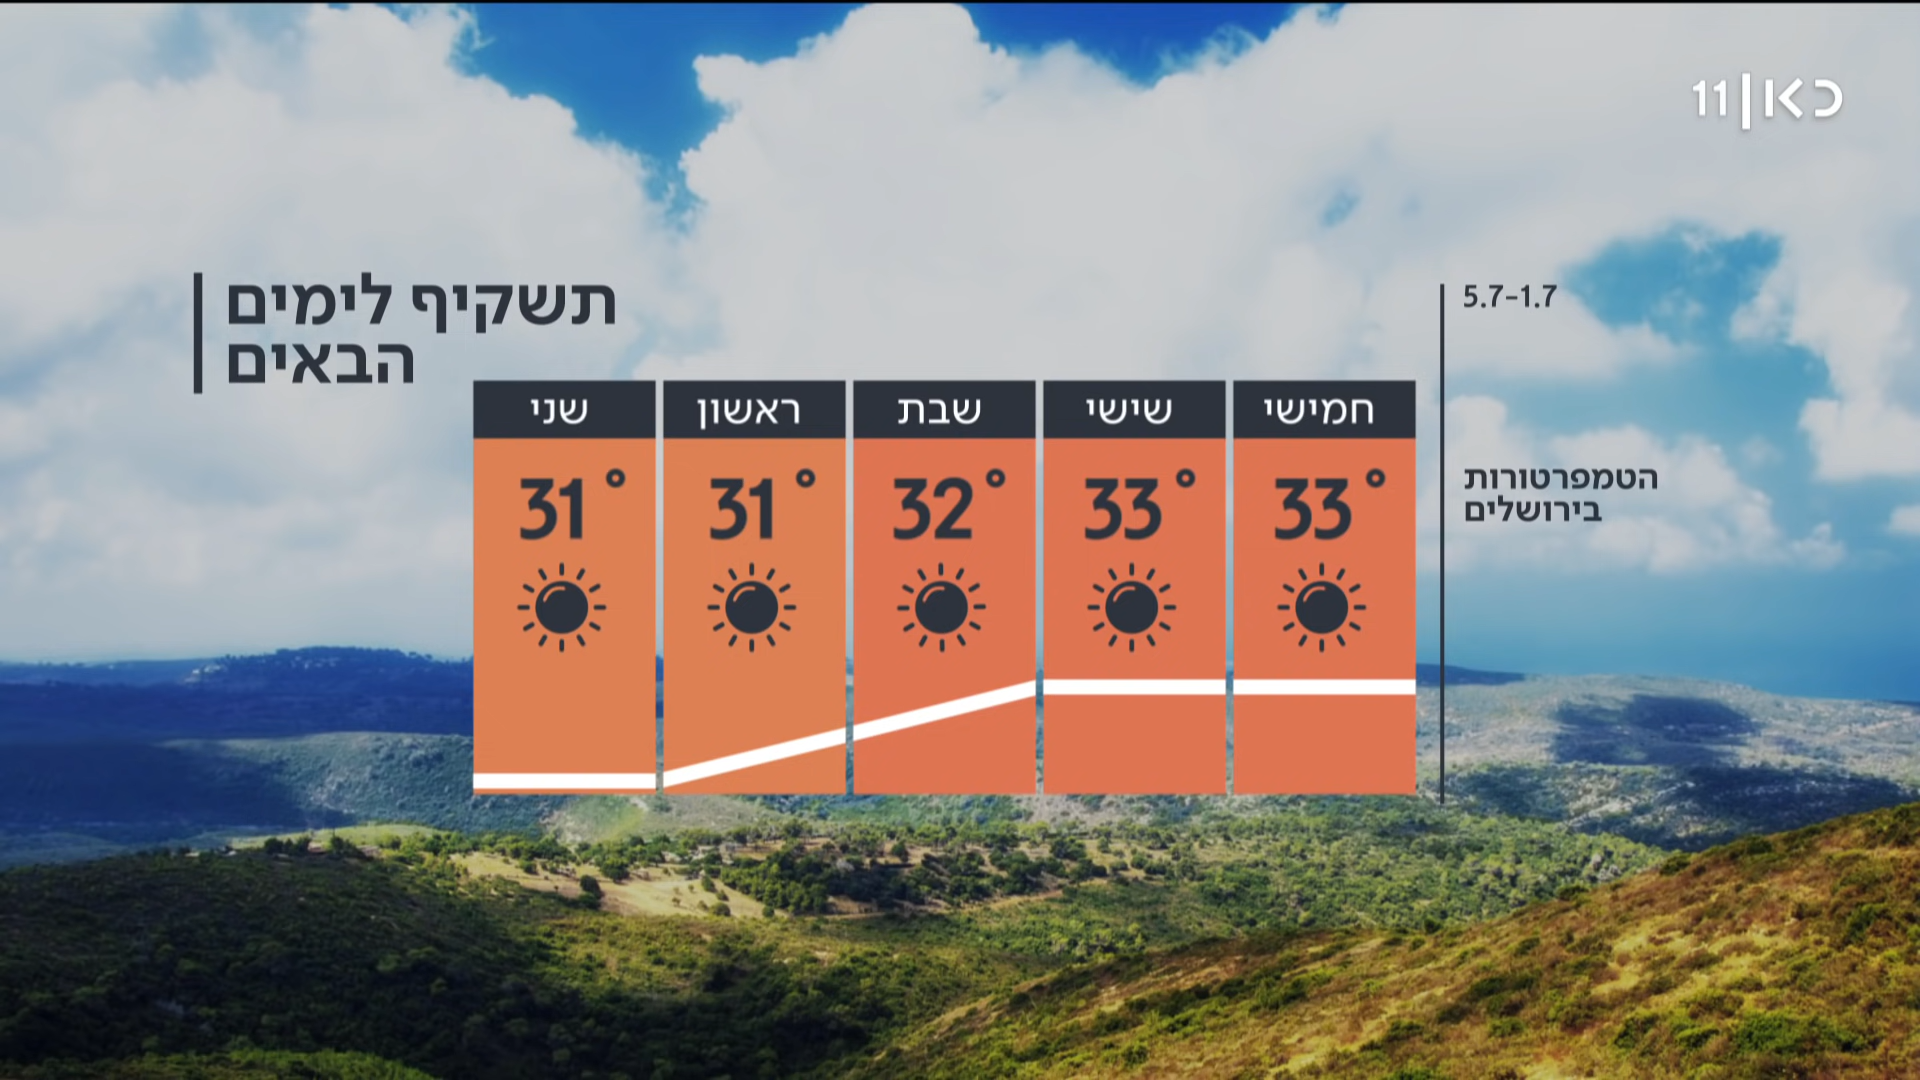 כאן 11
תשקיף לימים
הבאים
5.7-1.7
הטמפרטורות
בירושלים
חמישי
33°
שישי
33°
שבת
32°
ראשון
31°
שני
31°